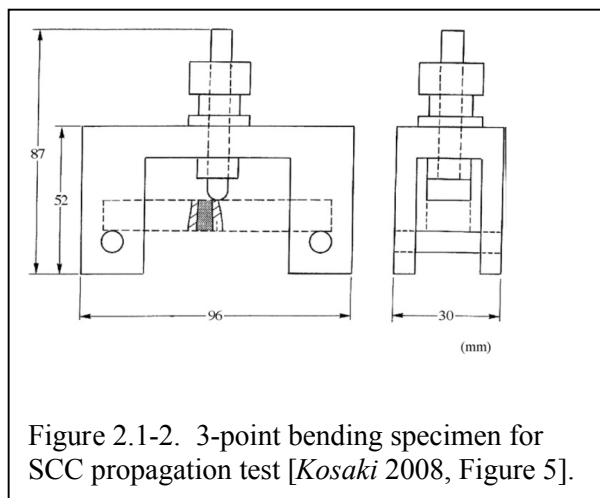 87
52
96
30
(mm)
Figure 2.1-2. 3-point bending specimen for
SCC propagation test [Kosaki 2008, Figure 5].